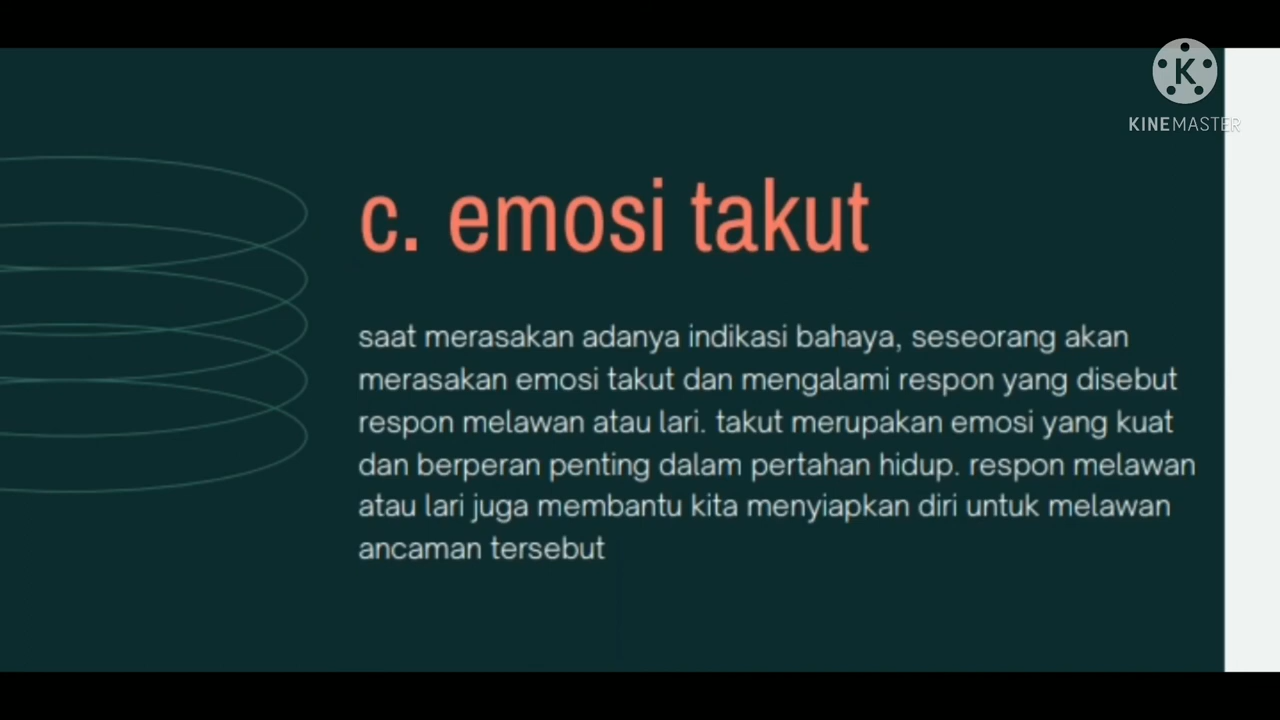 K
KINEMASTER
c. emosi takut
saat merasakan adanya indikasi bahaya, seseorang akan
merasakan emosi takut dan mengalami respon yang disebut
respon melawan atau lari. takut merupakan emosi yang kuat
dan berperan penting dalam pertahan hidup. respon melawan
atau lari juga membantu kita menyiapkan diri untuk melawan
ancaman tersebut